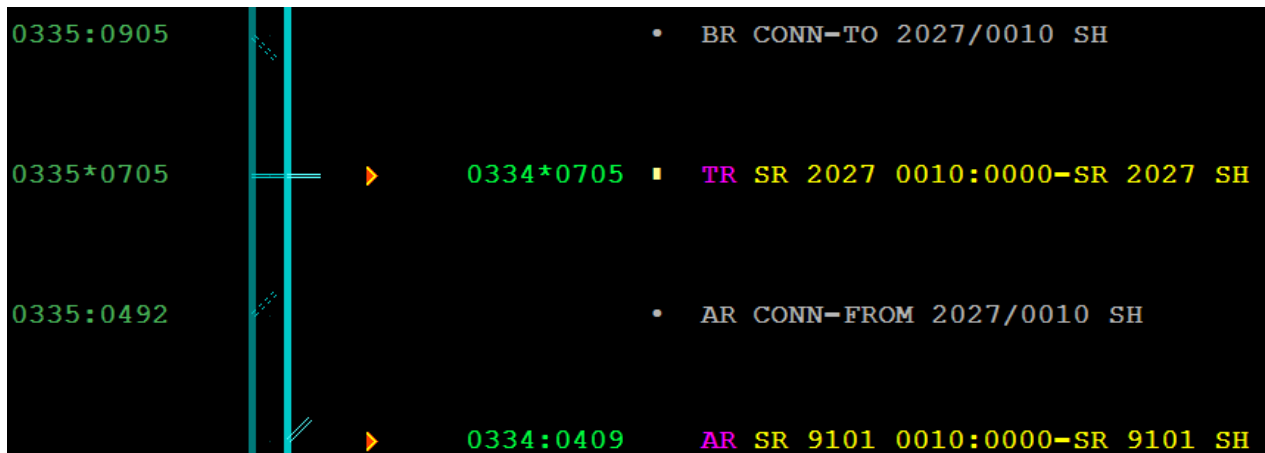 0335:0905 • BR CONN-TO 2027/0010 SH
0335*0705 0334*0705 ▪ TR SR 2027 0010:0000-SR 2027 SH
0335:0492 • AR CONN-FROM 2027/0010 SH
0334:0409 AR SR 9101 0010:0000-SR 9101 SH